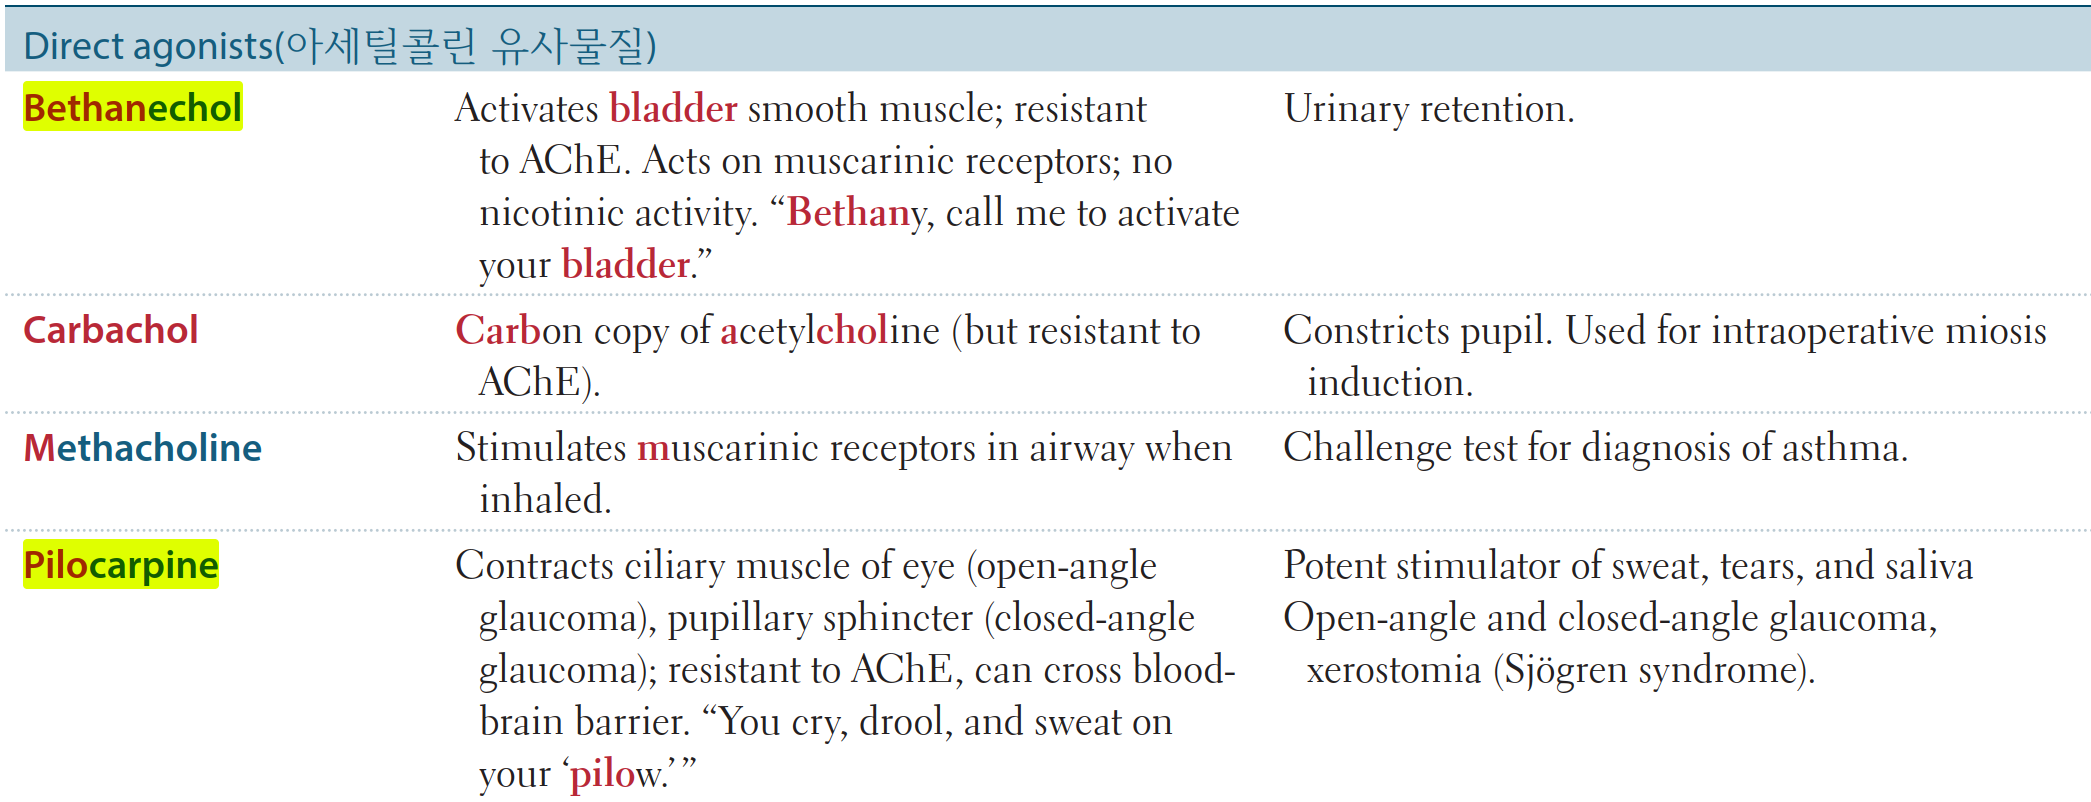 Direct agonists(아세틸콜린 유사물질)
Bethanechol
Activates bladder smooth muscle; resistant
to AChE. Acts on muscarinic receptors; no
nicotinic activity. “Bethany, call me to activate
your bladder.”
Urinary retention.
Carbachol
Carbon copy of acetylcholine (but resistant to
AChE).
Constricts pupil. Used for intraoperative miosis
induction.
Methacholine
Stimulates muscarinic receptors in airway when
inhaled.
Challenge test for diagnosis of asthma.
Pilocarpine
Contracts ciliary muscle of eye (open-angle
glaucoma), pupillary sphincter (closed-angle
glaucoma); resistant to AChE, can cross blood-
brain barrier. “You cry, drool, and sweat on
your ‘pilow.’ ”
Potent stimulator of sweat, tears, and saliva
Open-angle and closed-angle glaucoma,
xerostomia (Sjögren syndrome).